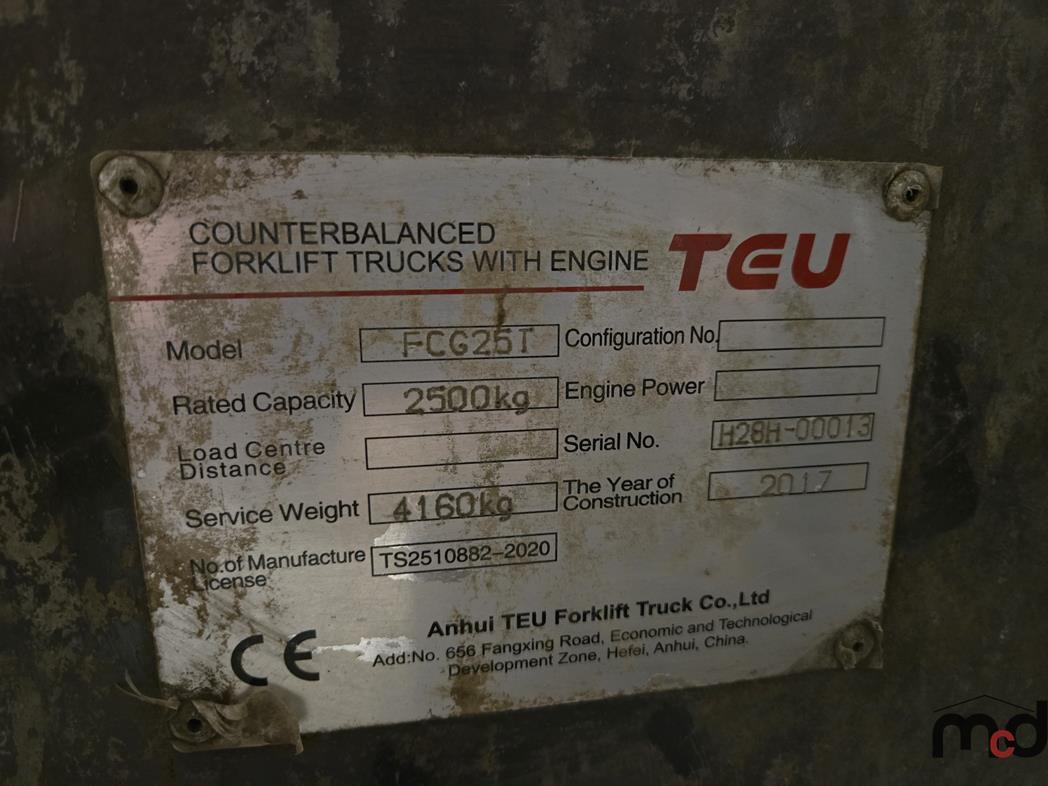 COUNTERBALANCED
FORKLIFT TRUCKS WITH ENGINE
TEU
Model FCG25T Configuration No.
Rated Capacity 2500kg Engine Power
Load Centre
Distance
Serial No. H28H-00013
Service Weight 4160kg
The Year of
Construction 2017
No.of Manufacture
License TS2510882-2020
Anhui TEU Forklift Truck Co.,Ltd
Add:No. 656 Fangxing Road, Economic and Technological
Development Zone, Hefei, Anhui, China.
CE
mcd